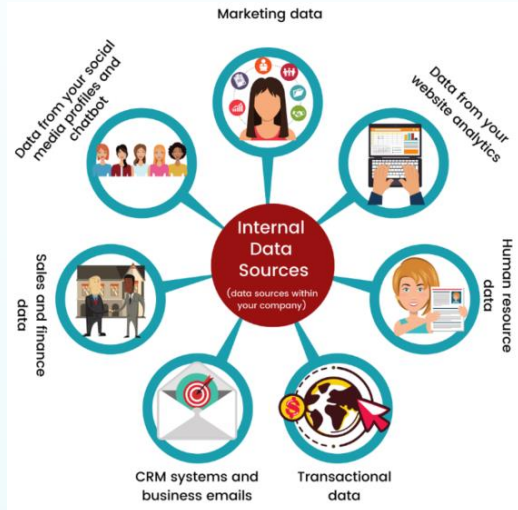 Marketing data
Data from your
website analytics
Human resource
data
Transactional
data
CRM systems and
business emails
Sales and finance
data
Data from your social
media profiles and
chatbot
Internal
Data
Sources
(data sources within
your company)